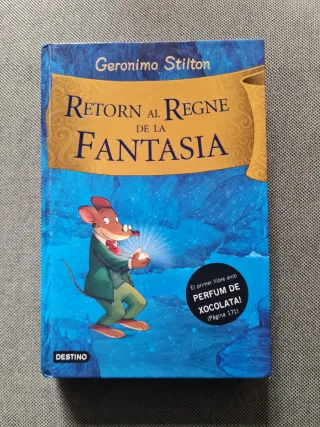 Geronimo Stilton
RETORN AL REGNE
DE LA
FANTASIA
El primer llibre amb
PERFUM DE
XOCOLATA!
(Pàgina 171)
DESTINO